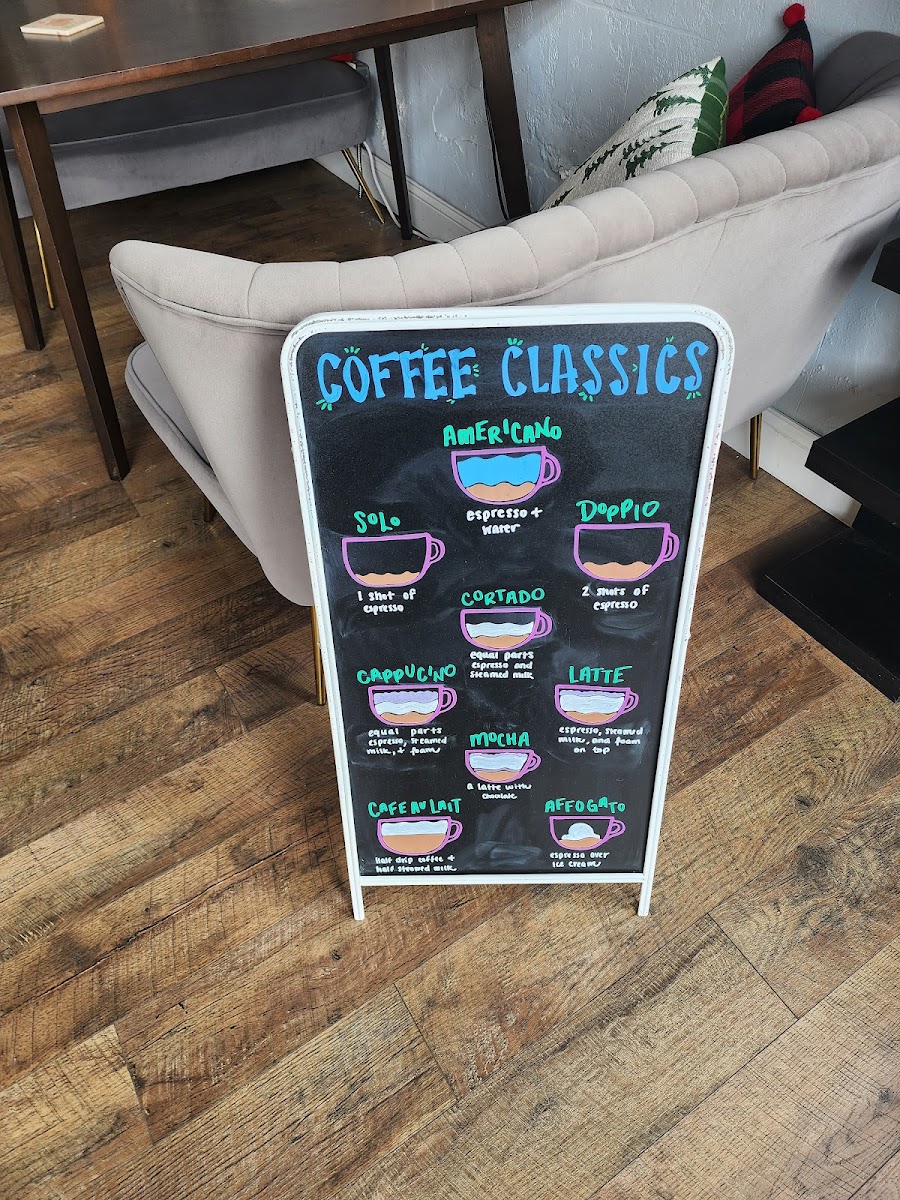 COFFEE CLASSICS
AMERICANO
espresso +
water
SOLO
1 shot of
espresso
DOPPIO
2 shots of
espresso
CORTADO
equal parts
espresso and
steamed milk
CAPPUCINO
equal parts
espresso, steamed
milk, + foam
LATTE
espresso, steamed
milk, and foam
on top
MOCHA
a latte with
chocolate
CAFE AU LAIT
half drip coffee +
half steamed milk
AFFOGATO
espresso over
ice cream